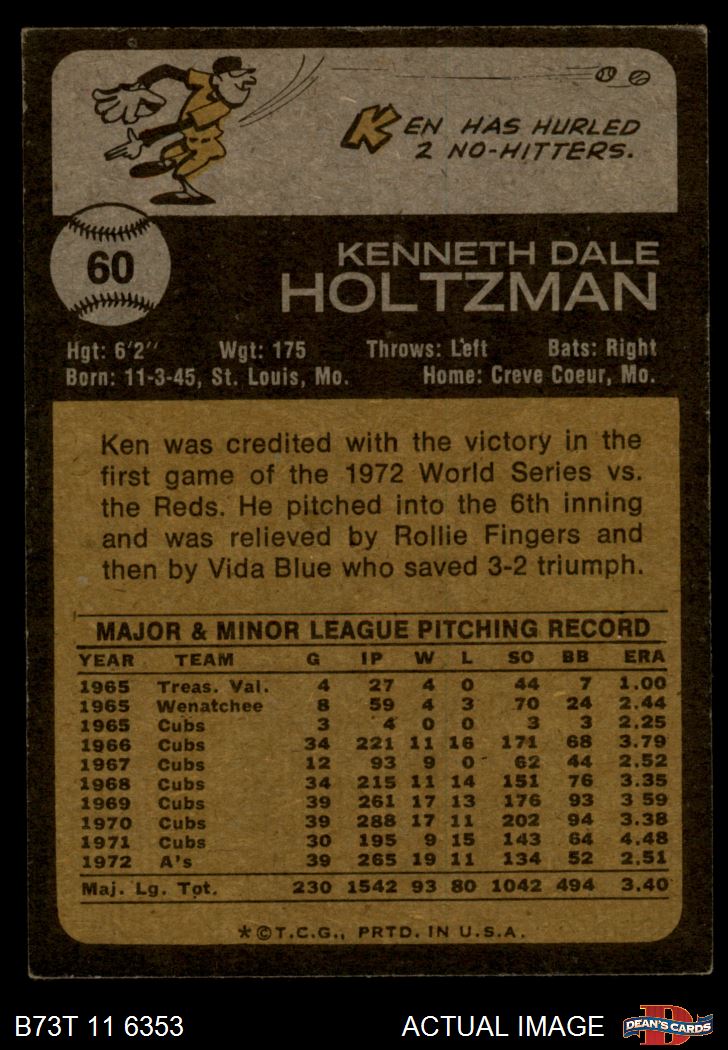 KEN HAS HURLED
2 NO-HITTERS.
60
KENNETH DALE
HOLTZMAN
Hgt: 6'2" Wgt: 175 Throws: Left Bats: Right
Born: 11-3-45, St. Louis, Mo. Home: Creve Coeur, Mo.
Ken was credited with the victory in the
first game of the 1972 World Series vs.
the Reds. He pitched into the 6th inning
and was relieved by Rollie Fingers and
then by Vida Blue who saved 3-2 triumph.
MAJOR & MINOR LEAGUE PITCHING RECORD
YEAR TEAM G IP W L SO BB ERA
1965 Treas. Val. 4 27 4 0 44 7 1.00
1965 Wenatchee 8 59 4 3 70 24 2.44
1965 Cubs 3 4 0 0 3 3 2.25
1966 Cubs 34 221 11 16 171 68 3.79
1967 Cubs 12 93 9 0 62 44 2.52
1968 Cubs 34 215 11 14 151 76 3.35
1969 Cubs 39 261 17 13 176 93 3 59
1970 Cubs 39 288 17 11 202 94 3.38
1971 Cubs 30 195 9 15 143 64 4.48
1972 A's 39 265 19 11 134 52 2.51
Maj. Lg. Tot. 230 1542 93 80 1042 494 3.40
*©T.C.G., PRTD. IN U.S.A.
B73T 11 6353 ACTUAL IMAGE DEAN'S CARDS